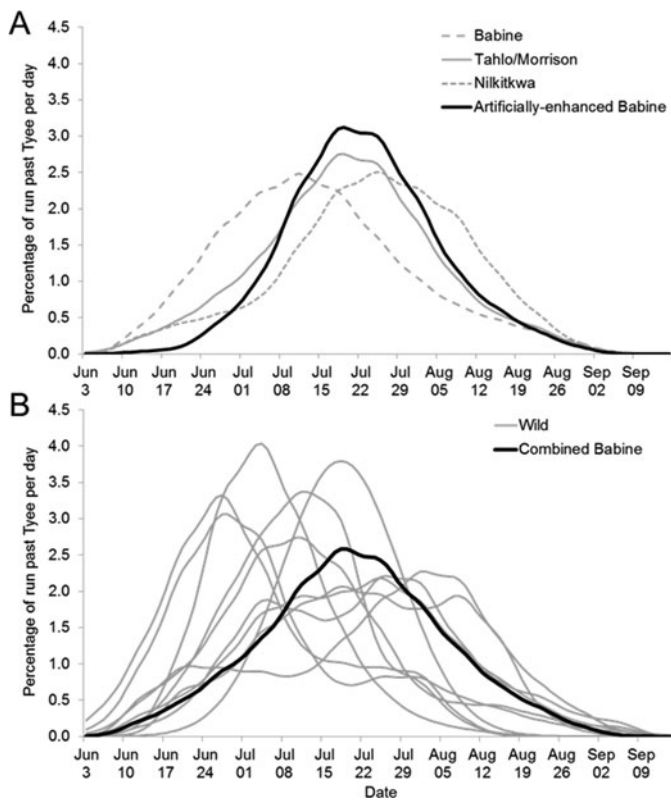 A
Percentage of run past Tyee per day
4.5
4.0
3.5
3.0
2.5
2.0
1.5
1.0
0.5
0.0
Babine
Tahlo/Morrison
Nilkitkwa
Artificially-enhanced Babine
Jun Jun Jun Jun Jul Jul Jul Jul Jul Aug Aug Aug Aug Sep Sep
3 10 17 24 01 08 15 22 29 05 12 19 26 02 09
B
Percentage of run past Tyee per day
4.5
4.0
3.5
3.0
2.5
2.0
1.5
1.0
0.5
0.0
Wild
Combined Babine
Jun Jun Jun Jun Jul Jul Jul Jul Jul Aug Aug Aug Aug Sep Sep
3 10 17 24 01 08 15 22 29 05 12 19 26 02 09
Date